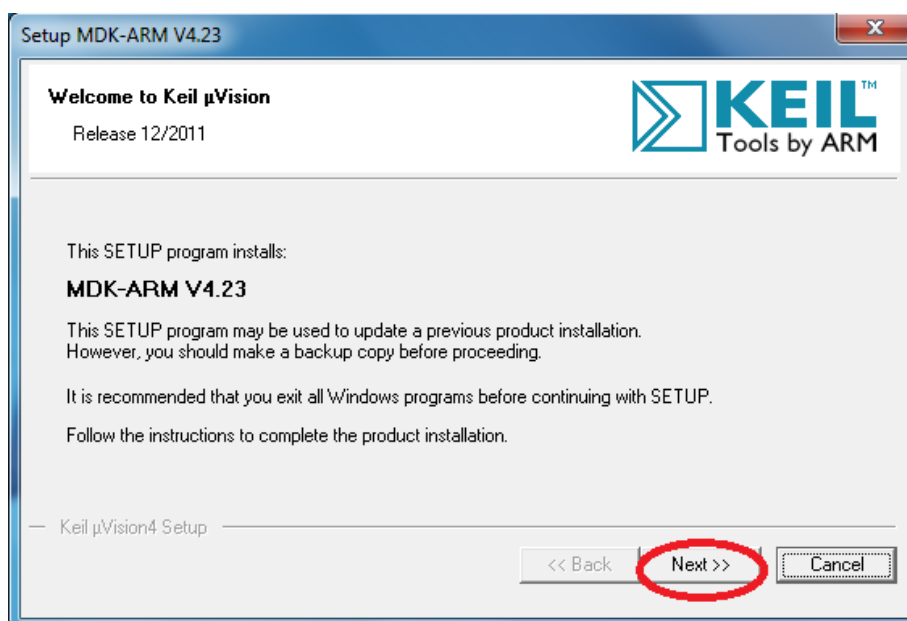 Setup MDK-ARM V4.23
Welcome to Keil µVision
Release 12/2011
KEIL™
Tools by ARM
This SETUP program installs:
MDK-ARM V4.23
This SETUP program may be used to update a previous product installation.
However, you should make a backup copy before proceeding.
It is recommended that you exit all Windows programs before continuing with SETUP.
Follow the instructions to complete the product installation.
Keil µVision4 Setup
<< Back
Next >>
Cancel